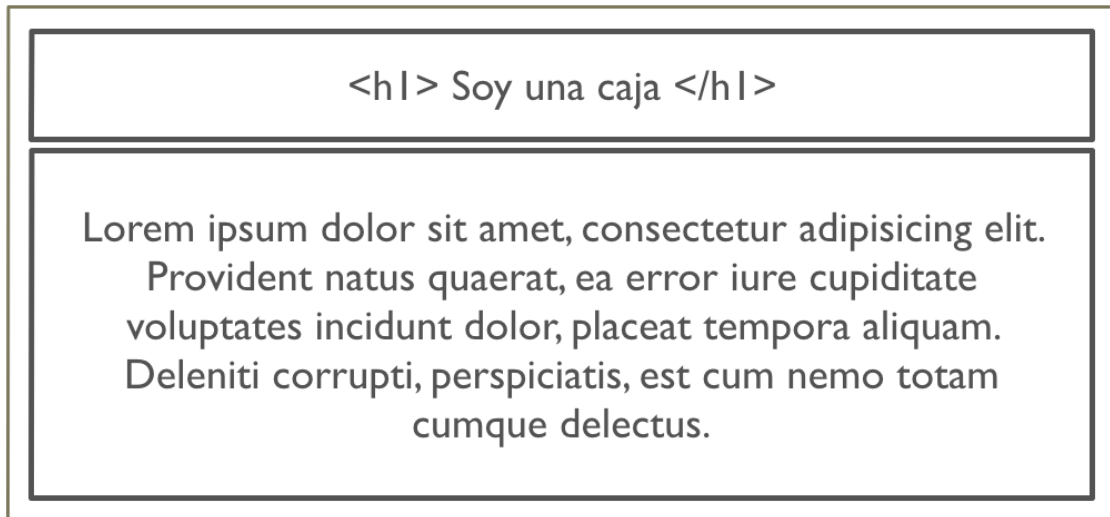 <h1> Soy una caja </h1>
Lorem ipsum dolor sit amet, consectetur adipisicing elit.
Provident natus quaerat, ea error iure cupiditate
voluptates incidunt dolor, placeat tempora aliquam.
Deleniti corrupti, perspiciatis, est cum nemo totam
cumque delectus.